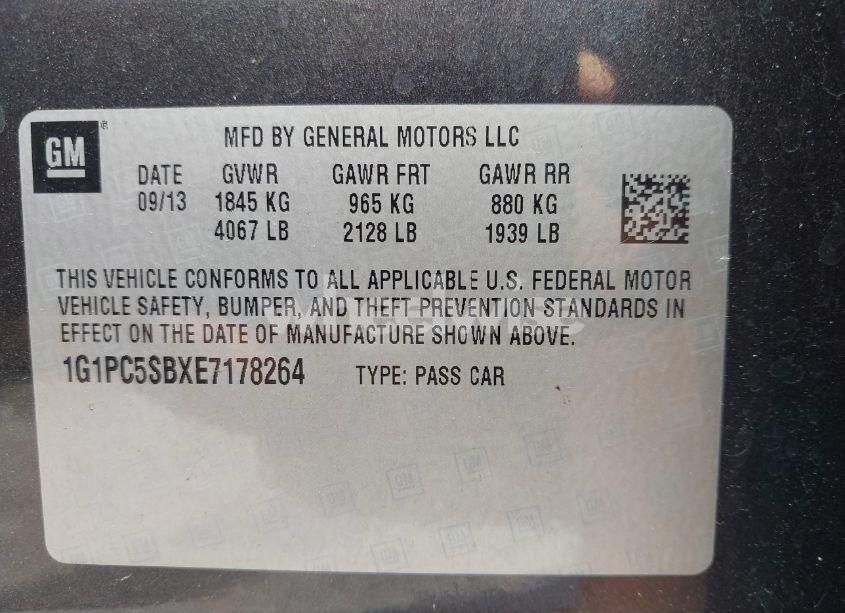 GM
MFD BY GENERAL MOTORS LLC
DATE GVWR GAWR FRT GAWR RR
09/13 1845 KG 965 KG 880 KG
4067 LB 2128 LB 1939 LB
THIS VEHICLE CONFORMS TO ALL APPLICABLE U.S. FEDERAL MOTOR
VEHICLE SAFETY, BUMPER, AND THEFT PREVENTION STANDARDS IN
EFFECT ON THE DATE OF MANUFACTURE SHOWN ABOVE.
1G1PC5SBXE7178264 TYPE: PASS CAR